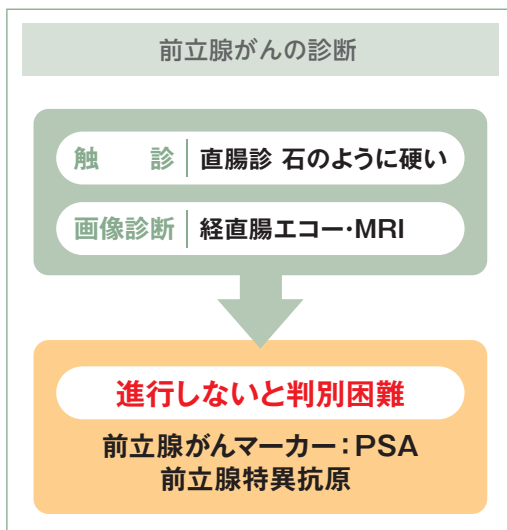 前立腺がんの診断
触　診 直腸診 石のように硬い
画像診断 経直腸エコー・MRI
進行しないと判別困難
前立腺がんマーカー：PSA
前立腺特異抗原